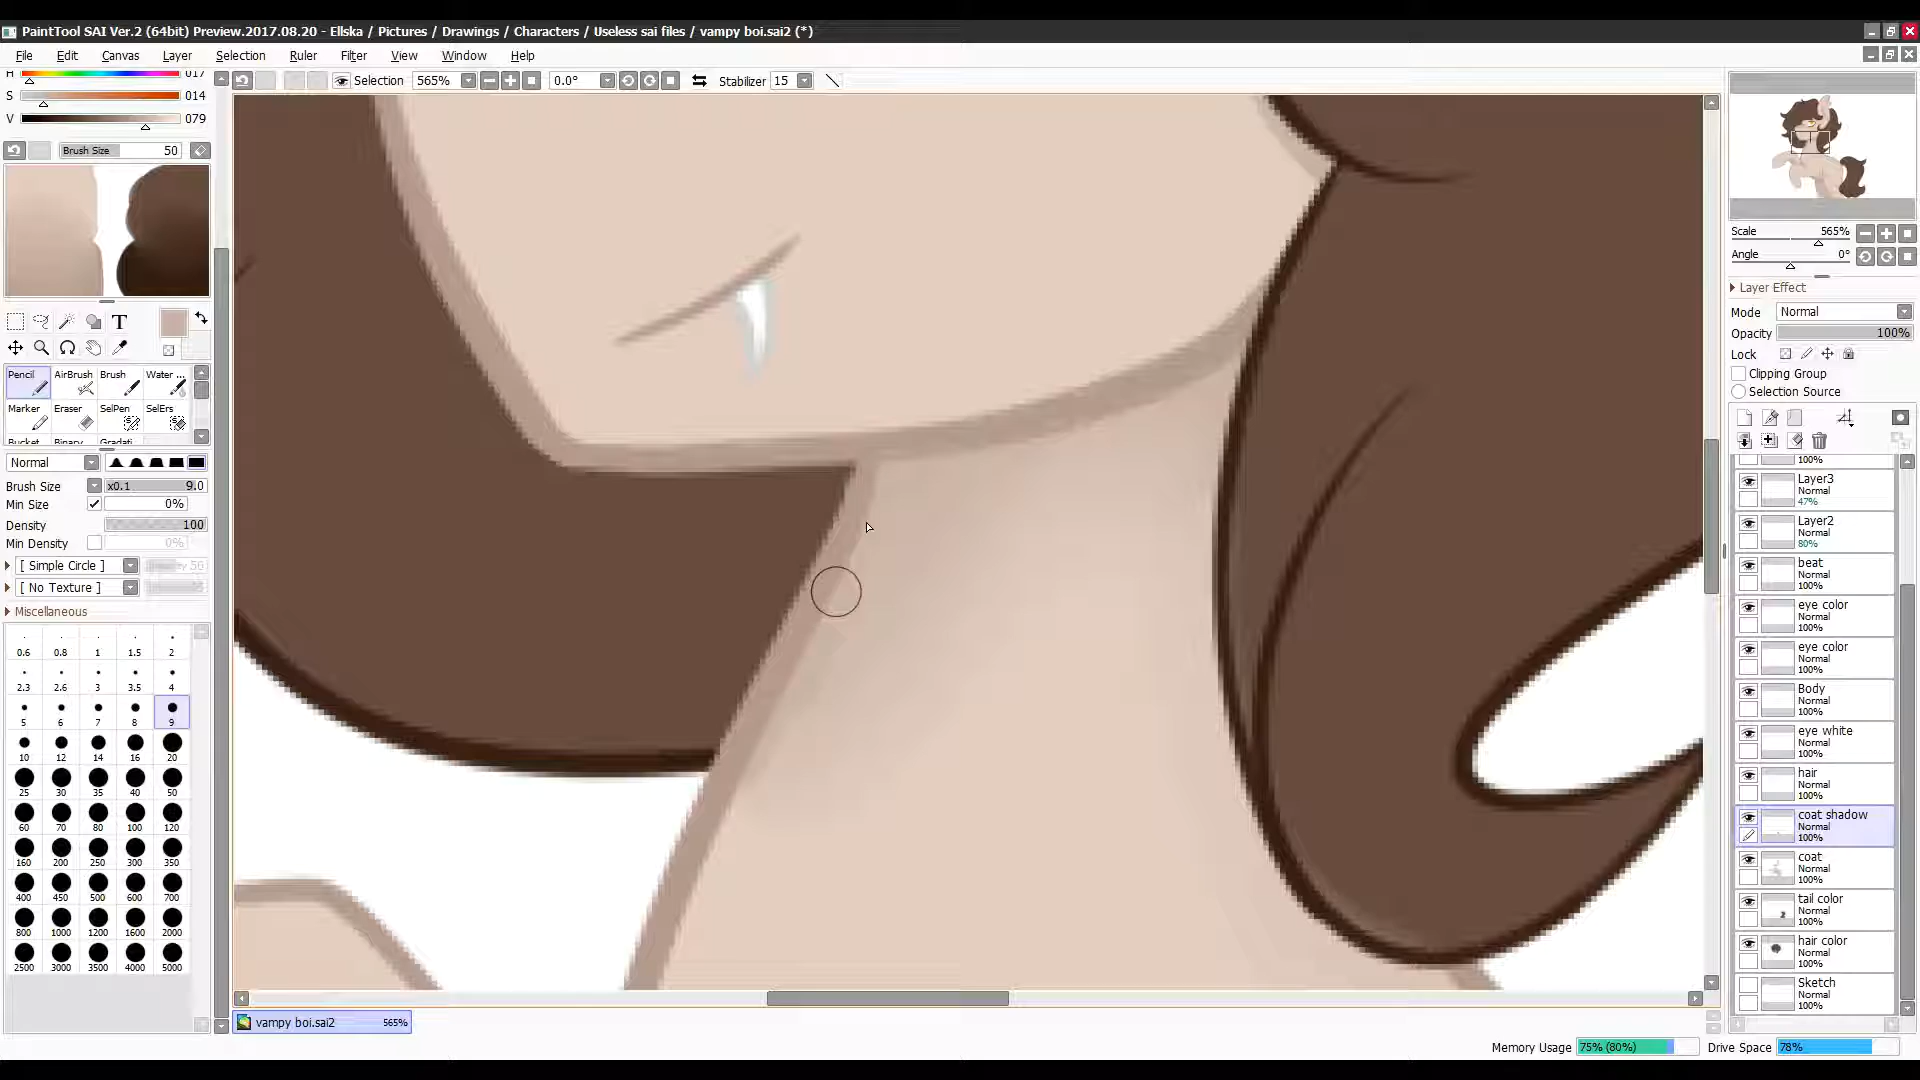 PaintTool SAI Ver.2 (64bit) Preview.2017.08.20 - Ellska / Pictures / Drawings / Characters / Useless sai files / vampy boi.sai2 (*)
File Edit Canvas Layer Selection Ruler Filter View Window Help
H 017
S 014
V 079
Selection 565% 0.0° Stabilizer 15
Brush Size 50
T
Pencil AirBrush Brush Water ...
Marker Eraser SelPen SelErs
Bucket Binary Gradati
Normal
Brush Size x0.1 9.0
Min Size 0%
Density 100
Min Density 0%
[ Simple Circle ]
[ No Texture ]
Miscellaneous
0.6 0.8 1 1.5 2
2.3 2.6 3 3.5 4
5 6 7 8 9
10 12 14 16 20
25 30 35 40 50
60 70 80 100 120
160 200 250 300 350
400 450 500 600 700
800 1000 1200 1600 2000
2500 3000 3500 4000 5000
Scale 565%
Angle 0°
Layer Effect
Mode Normal
Opacity 100%
Lock
Clipping Group
Selection Source
100%
Layer3
Normal
47%
Layer2
Normal
80%
beat
Normal
100%
eye color
Normal
100%
eye color
Normal
100%
Body
Normal
100%
eye white
Normal
100%
hair
Normal
100%
coat shadow
Normal
100%
coat
Normal
100%
tail color
Normal
100%
hair color
Normal
100%
Sketch
Normal
100%
vampy boi.sai2 565%
Memory Usage 75% (80%) Drive Space 78%